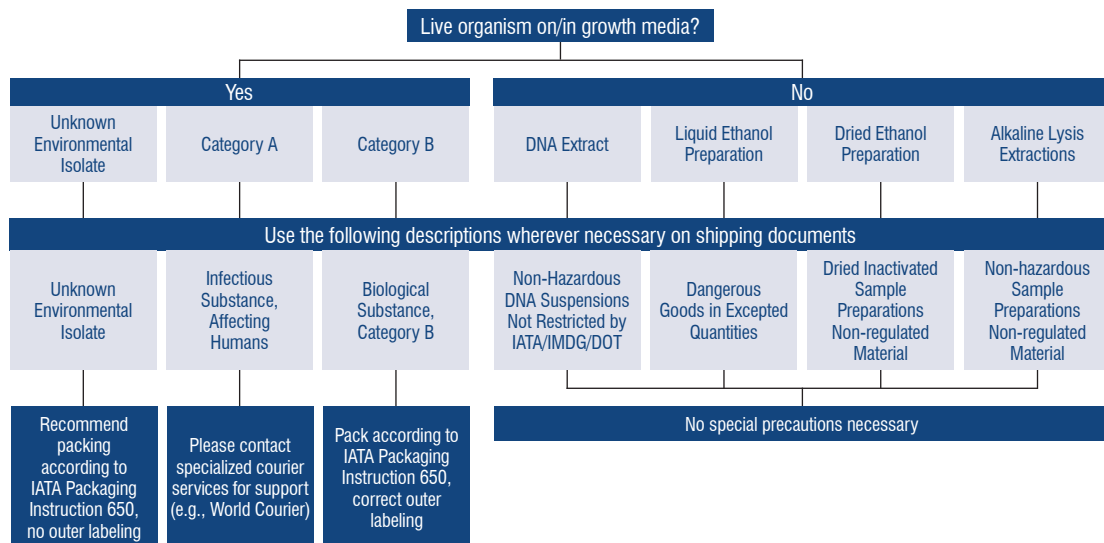 Live organism on/in growth media?
Yes
No
Unknown
Environmental
Isolate
Category A
Category B
DNA Extract
Liquid Ethanol
Preparation
Dried Ethanol
Preparation
Alkaline Lysis
Extractions
Use the following descriptions wherever necessary on shipping documents
Unknown
Environmental
Isolate
Infectious
Substance,
Affecting
Humans
Biological
Substance,
Category B
Non-Hazardous
DNA Suspensions
Not Restricted by
IATA/IMDG/DOT
Dangerous
Goods in Excepted
Quantities
Dried Inactivated
Sample
Preparations
Non-regulated
Material
Non-hazardous
Sample
Preparations
Non-regulated
Material
Recommend
packing
according to
IATA Packaging
Instruction 650,
no outer labeling
Please contact
specialized courier
services for support
(e.g., World Courier)
Pack according to
IATA Packaging
Instruction 650,
correct outer
labeling
No special precautions necessary